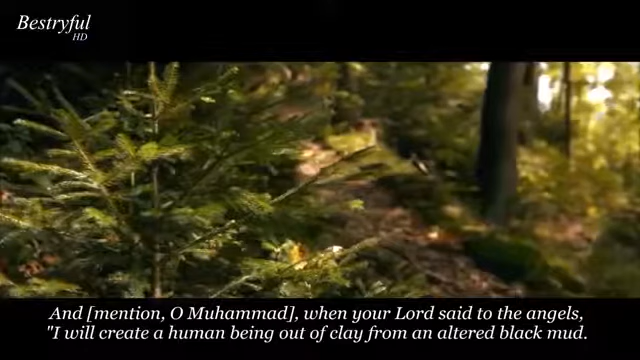 Bestryful
HD
And [mention, O Muhammad], when your Lord said to the angels,
"I will create a human being out of clay from an altered black mud.